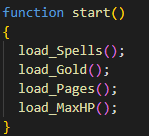 function start()
{
load_Spells();
load_Gold();
load_Pages();
load_MaxHP();
}